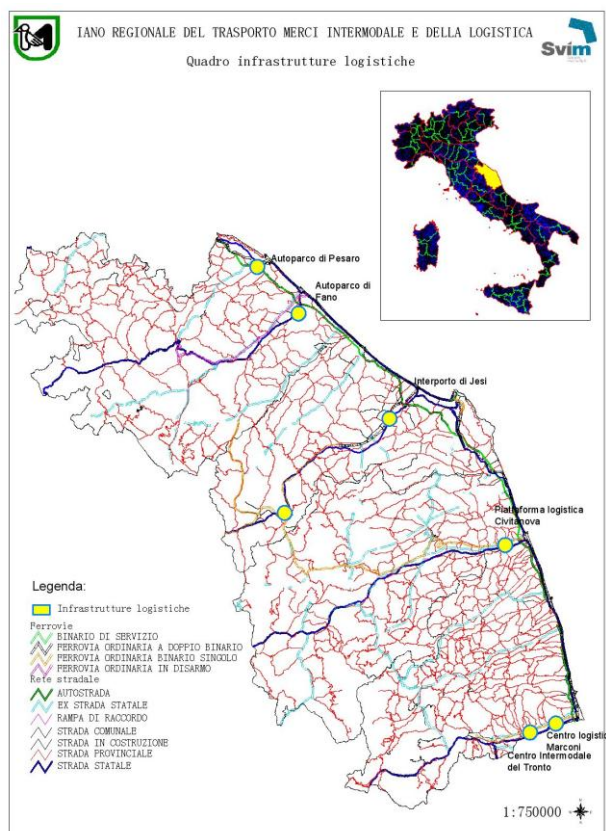 IANO REGIONALE DEL TRASPORTO MERCI INTERMODALE E DELLA LOGISTICA
Svim
Quadro infrastrutture logistiche
Autoparco di Pesaro
Autoparco di
Fano
Interporto di Jesi
Piattaforma logistica
Civitanova
Centro logistic
Marconi
Centro Intermodale
del Tronto
Legenda:
Infrastrutture logistiche
Ferrovie
BINARIO DI SERVIZIO
FERROVIA ORDINARIA A DOPPIO BINARIO
FERROVIA ORDINARIA BINARIO SINGOLO
FERROVIA ORDINARIA IN DISARMO
Rete stradale
AUTOSTRADA
EX STRADA STATALE
RAMPA DI RACCORDO
STRADA COMUNALE
STRADA IN COSTRUZIONE
STRADA PROVINCIALE
STRADA STATALE
1:750000